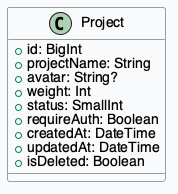 C Project
id: BigInt
projectName: String
avatar: String?
weight: Int
status: SmallInt
requireAuth: Boolean
createdAt: DateTime
updatedAt: DateTime
isDeleted: Boolean